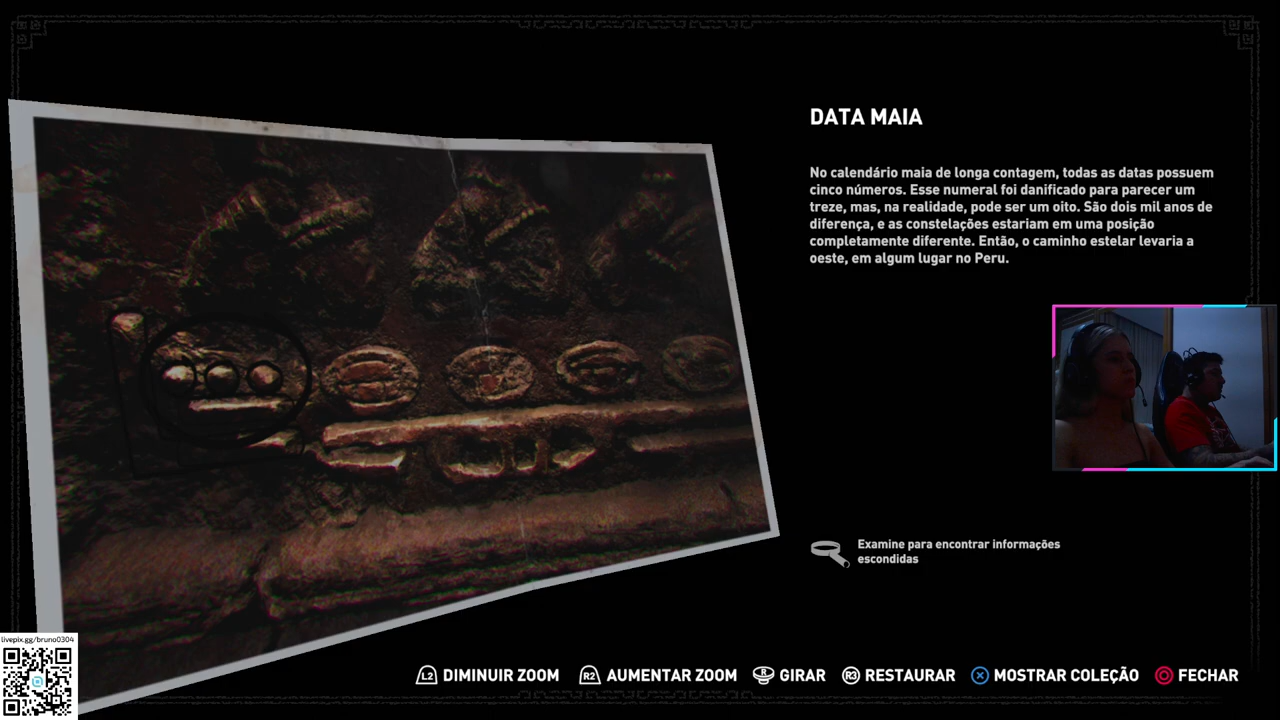 DATA MAIA
No calendário maia de longa contagem, todas as datas possuem
cinco números. Esse numeral foi danificado para parecer um
treze, mas, na realidade, pode ser um oito. São dois mil anos de
diferença, e as constelações estariam em uma posição
completamente diferente. Então, o caminho estelar levaria a
oeste, em algum lugar no Peru.
Examine para encontrar informações
escondidas
livepix.gg/bruno0304
L2 DIMINUIR ZOOM R2 AUMENTAR ZOOM R GIRAR R3 RESTAURAR MOSTRAR COLEÇÃO FECHAR